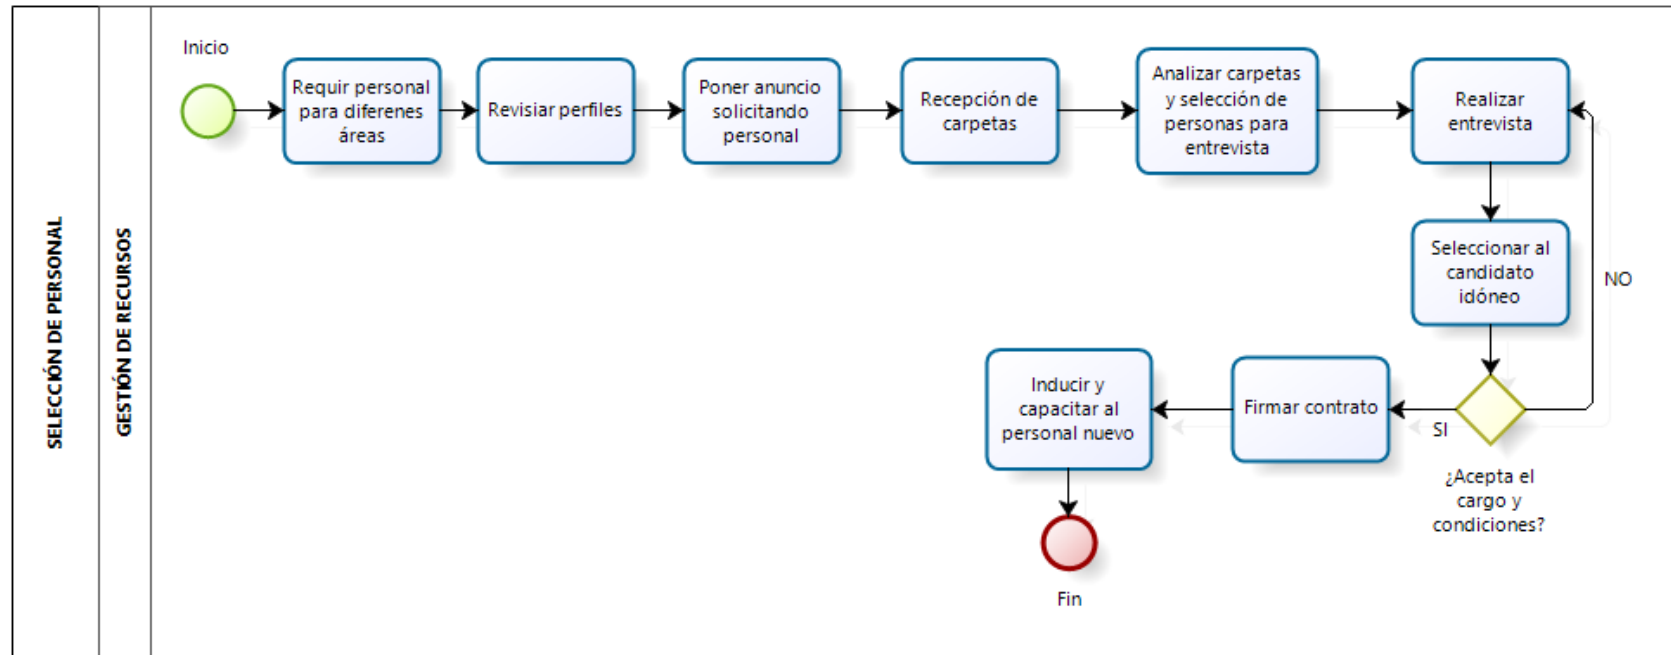 SELECCIÓN DE PERSONAL
GESTIÓN DE RECURSOS
Inicio
Requir personal
para diferenes
áreas
Revisiar perfiles
Poner anuncio
solicitando
personal
Recepción de
carpetas
Analizar carpetas
y selección de
personas para
entrevista
Realizar
entrevista
Seleccionar al
candidato
idóneo
NO
¿Acepta el
cargo y
condiciones?
SI
Firmar contrato
Inducir y
capacitar al
personal nuevo
Fin